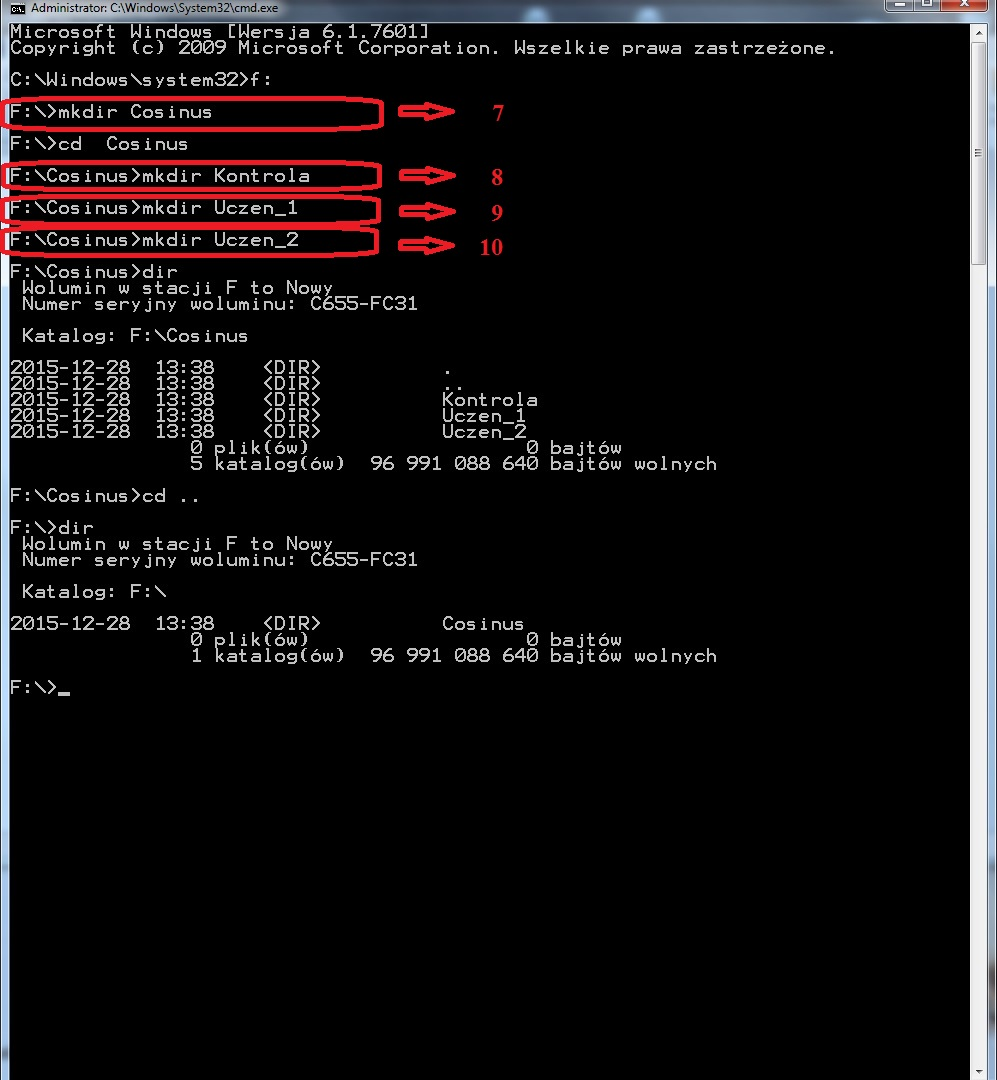 Administrator: C:\Windows\System32\cmd.exe
Microsoft Windows [Wersja 6.1.7601]
Copyright (c) 2009 Microsoft Corporation. Wszelkie prawa zastrzeżone.
C:\Windows\system32>f:
F:\>mkdir Cosinus 7
F:\>cd  Cosinus
F:\Cosinus>mkdir Kontrola 8
F:\Cosinus>mkdir Uczen_1 9
F:\Cosinus>mkdir Uczen_2 10
F:\Cosinus>dir
Wolumin w stacji F to Nowy
Numer seryjny woluminu: C655-FC31
Katalog: F:\Cosinus
2015-12-28  13:38    <DIR>          .
2015-12-28  13:38    <DIR>          ..
2015-12-28  13:38    <DIR>          Kontrola
2015-12-28  13:38    <DIR>          Uczen_1
2015-12-28  13:38    <DIR>          Uczen_2
0 plik(ów)                  0 bajtów
5 katalog(ów)  96 991 088 640 bajtów wolnych
F:\Cosinus>cd ..
F:\>dir
Wolumin w stacji F to Nowy
Numer seryjny woluminu: C655-FC31
Katalog: F:\
2015-12-28  13:38    <DIR>          Cosinus
0 plik(ów)                  0 bajtów
1 katalog(ów)  96 991 088 640 bajtów wolnych
F:\>_